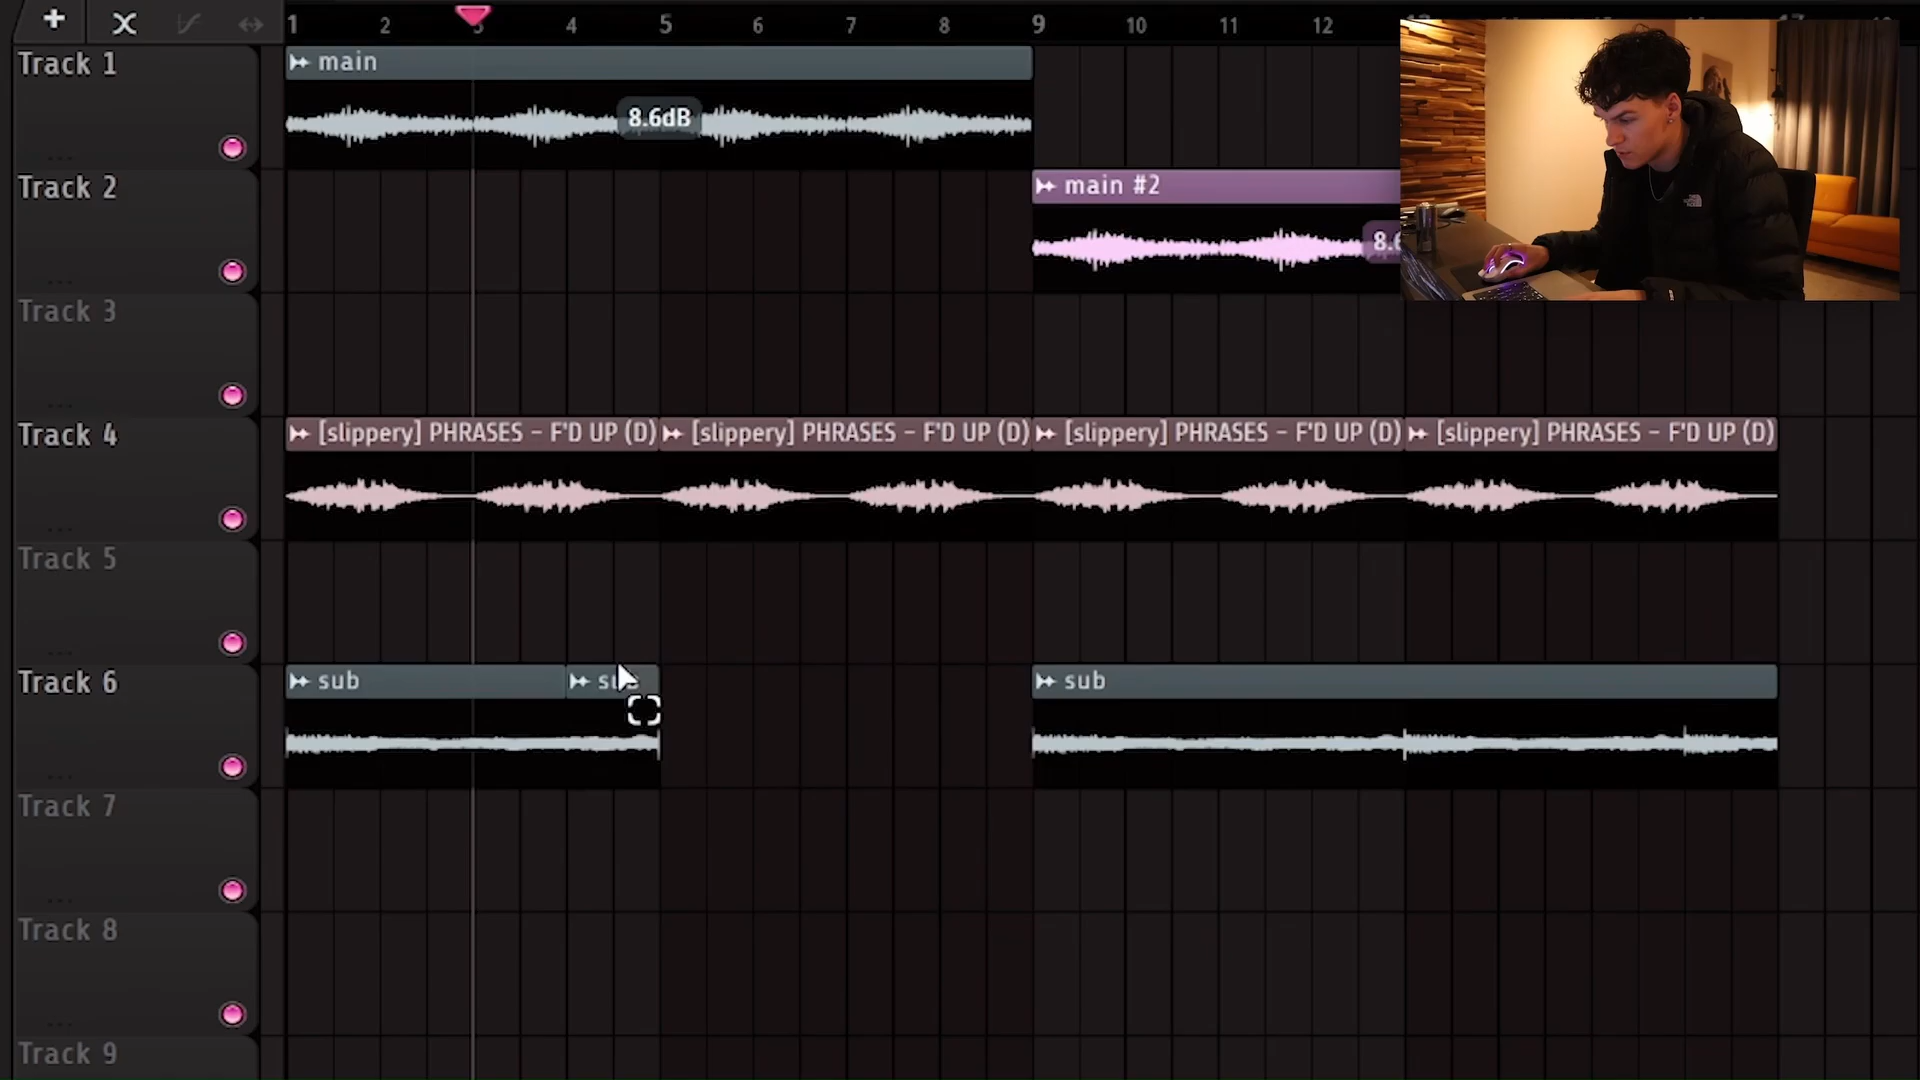 1 2 3 4 5 6 7 8 9 10 11 12
Track 1
main
8.6dB
Track 2
main #2
Track 3
Track 4
[slippery] PHRASES - F'D UP (D)
[slippery] PHRASES - F'D UP (D)
[slippery] PHRASES - F'D UP (D)
[slippery] PHRASES - F'D UP (D)
Track 5
Track 6
sub
sub
Track 7
Track 8
Track 9